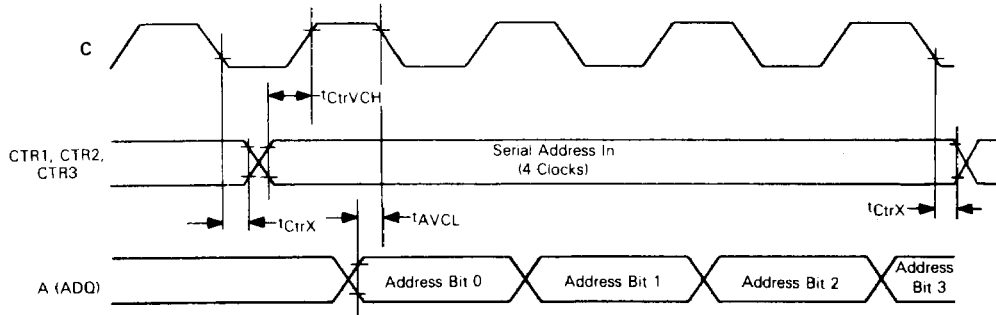 C
tCtrVCH
CTR1, CTR2,
CTR3
Serial Address In
(4 Clocks)
tCtrX
tAVCL
tCtrX
A (ADQ)
Address Bit 0
Address Bit 1
Address Bit 2
Address
Bit 3